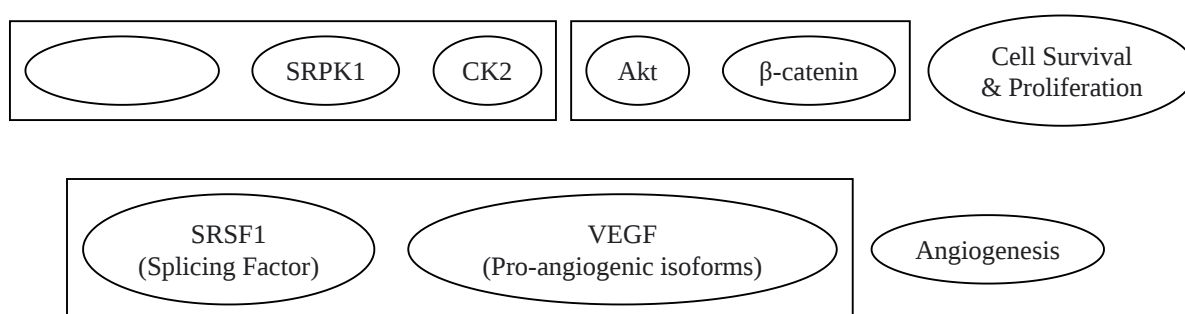 SRPK1
CK2
Akt
β-catenin
Cell Survival
& Proliferation
SRSF1
(Splicing Factor)
VEGF
(Pro-angiogenic isoforms)
Angiogenesis